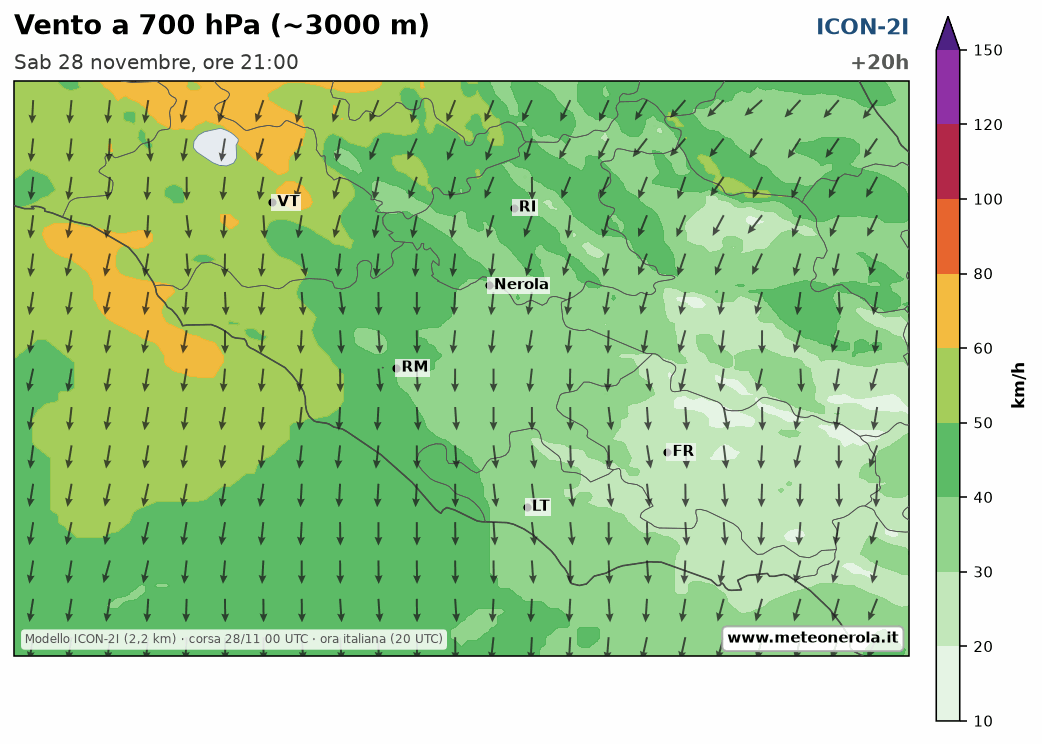 Vento a 700 hPa (~3000 m)
ICON-2I
Sab 28 novembre, ore 21:00
+20h
150
120
100
80
60
50
40
30
20
10
km/h
VT
RI
Nerola
RM
FR
LT
Modello ICON-2I (2,2 km) · corsa 28/11 00 UTC · ora italiana (20 UTC)
www.meteonerola.it